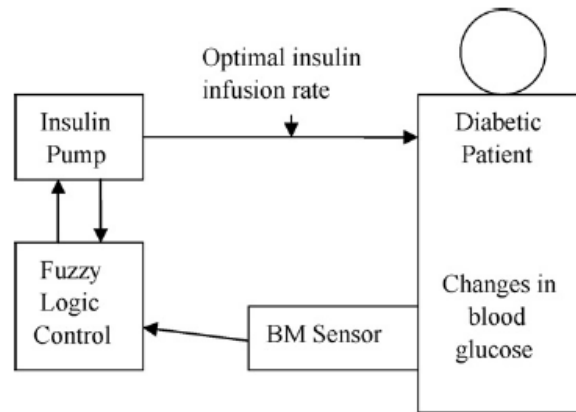 Optimal insulin
infusion rate
Insulin
Pump
Diabetic
Patient
Fuzzy
Logic
Control
BM Sensor
Changes in
blood
glucose